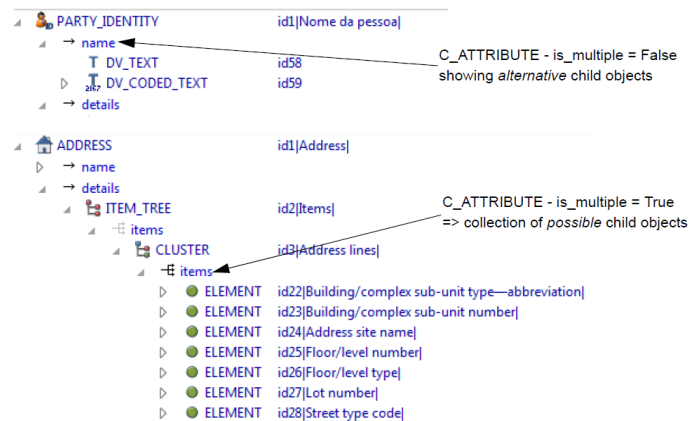 PARTY_IDENTITY id1|Nome da pessoa|
name
C_ATTRIBUTE - is_multiple = False
showing alternative child objects
T DV_TEXT id58
T 2167 DV_CODED_TEXT id59
details
ADDRESS id1|Address|
name
details
ITEM_TREE id2|Items|
C_ATTRIBUTE - is_multiple = True
=> collection of possible child objects
items
CLUSTER id3|Address lines|
items
ELEMENT id22|Building/complex sub-unit type—abbreviation|
ELEMENT id23|Building/complex sub-unit number|
ELEMENT id24|Address site name|
ELEMENT id25|Floor/level number|
ELEMENT id26|Floor/level type|
ELEMENT id27|Lot number|
ELEMENT id28|Street type code|